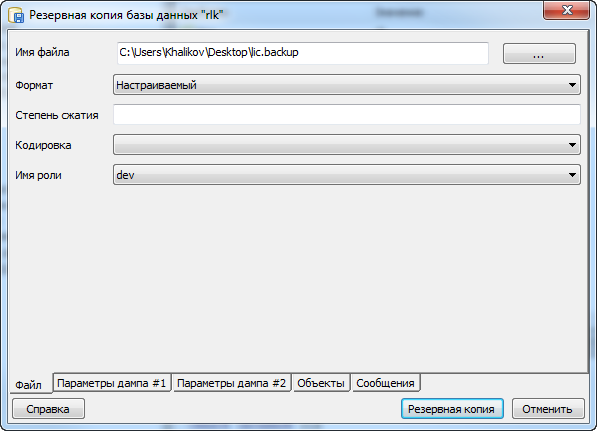 Резервная копия базы данных "rlk"
Имя файла C:\Users\Khalikov\Desktop\lic.backup ...
Формат Настраиваемый
Степень сжатия
Кодировка
Имя роли dev
Файл Параметры дампа #1 Параметры дампа #2 Объекты Сообщения
Справка Резервная копия Отменить